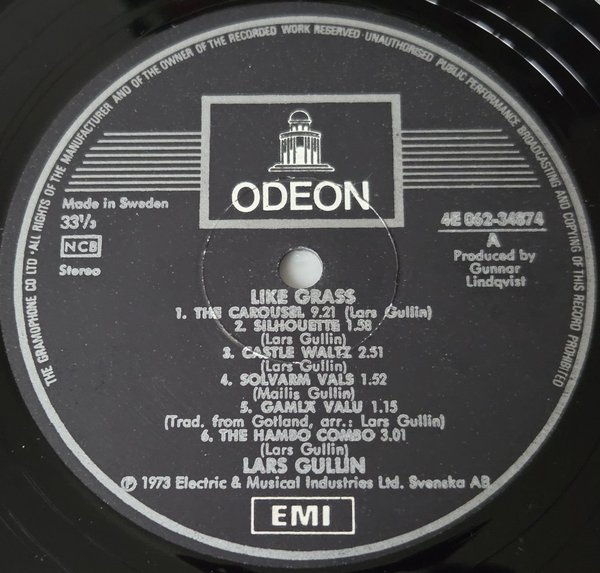 ALL RIGHTS OF THE MANUFACTURER AND OF THE OWNER OF THE RECORDED WORK RESERVED · UNAUTHORISED PUBLIC PERFORMANCE BROADCASTING AND COPYING OF THIS RECORD PROHIBITED
THE GRAMOPHONE CO LTD ·
ODEON
Made in Sweden
33⅓
NCB
Stereo
4E 062-34874
A
Produced by
Gunnar
Lindqvist
LIKE GRASS
1. THE CAROUSEL 9.21 (Lars Gullin)
2. SILHOUETTE 1.58
(Lars Gullin)
3. CASTLE WALTZ 2.51
(Lars Gullin)
4. SOLVARM VALS 1.52
(Mailis Gullin)
5. GAMLA VALU 1.15
(Trad. from Gotland, arr.: Lars Gullin)
6. THE HAMBO COMBO 3.01
(Lars Gullin)
LARS GULLIN
℗ 1973 Electric & Musical Industries Ltd. Svenska AB
EMI